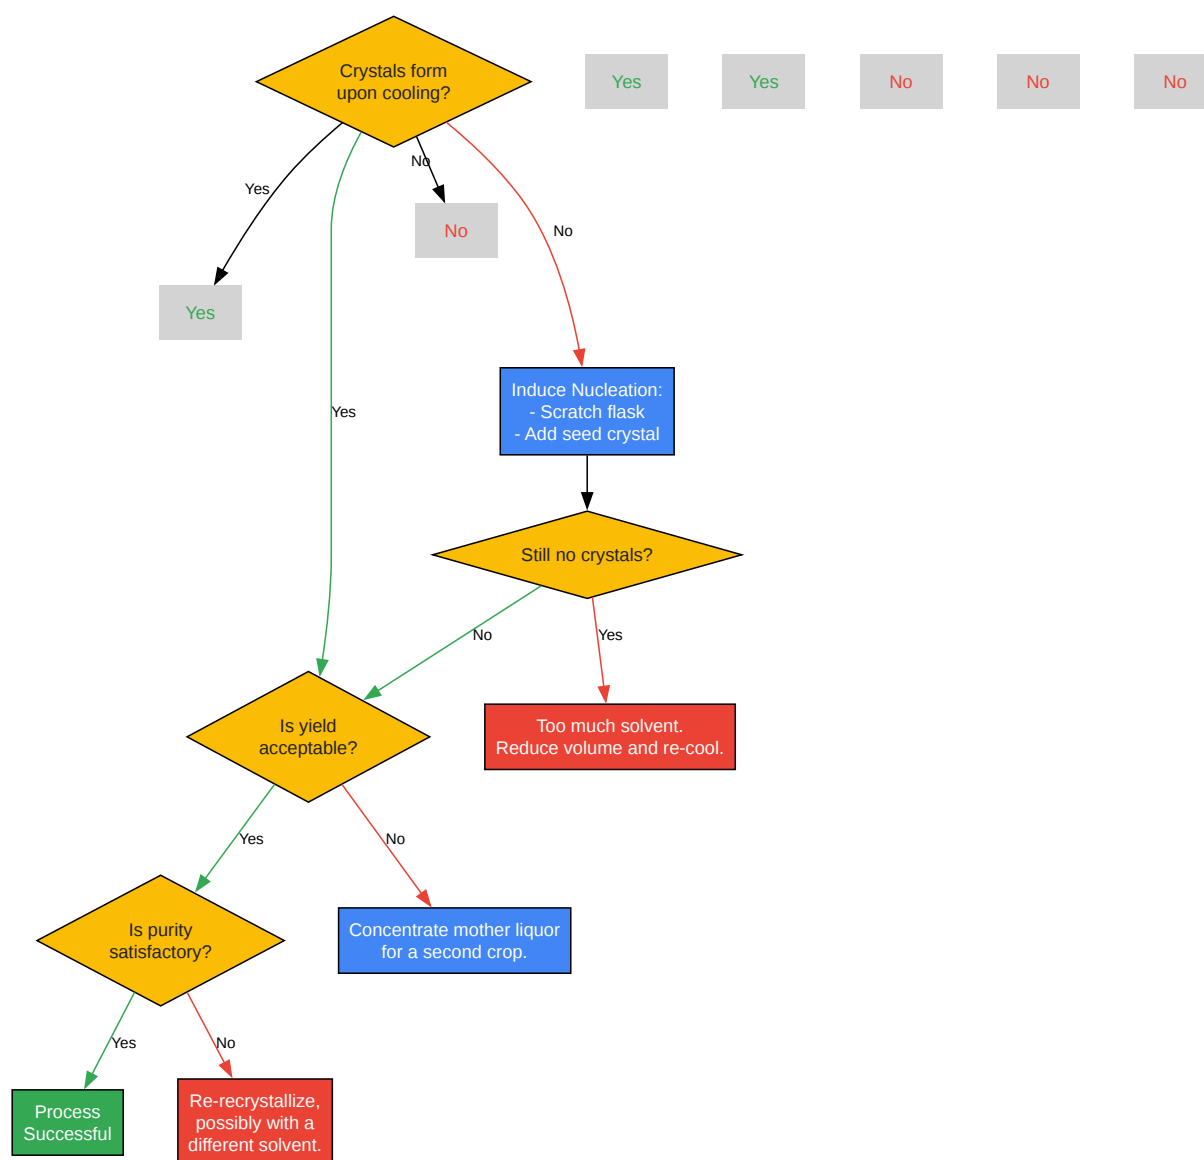 Crystals form
upon cooling?
Yes
Yes
No
No
No
No
Yes
No
No
Yes
Induce Nucleation:
- Scratch flask
- Add seed crystal
Yes
Still no crystals?
No
Yes
Is yield
acceptable?
Too much solvent.
Reduce volume and re-cool.
Yes
No
Is purity
satisfactory?
Concentrate mother liquor
for a second crop.
Yes
No
Process
Successful
Re-recrystallize,
possibly with a
different solvent.